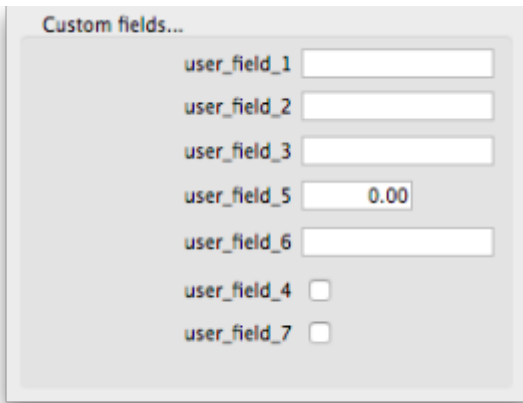 Custom fields...
user_field_1
user_field_2
user_field_3
user_field_5 0.00
user_field_6
user_field_4
user_field_7